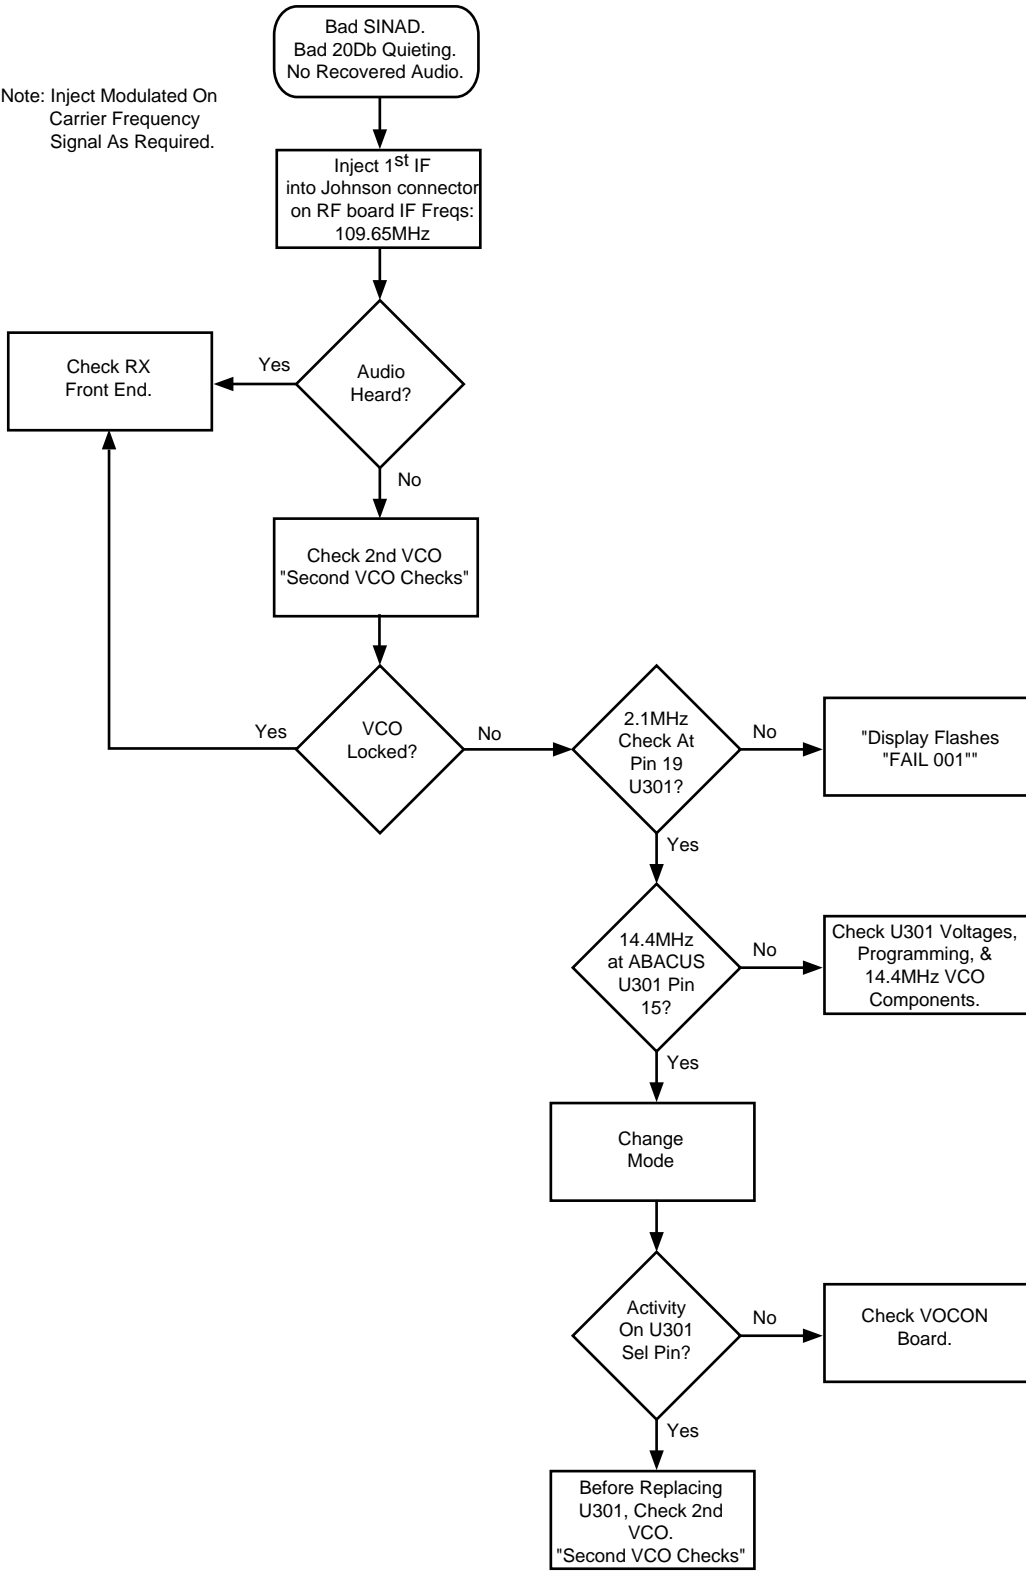 Bad SINAD.
Bad 20Db Quieting.
No Recovered Audio.
Note: Inject Modulated On
Carrier Frequency
Signal As Required.
Inject 1st IF
into Johnson connector
on RF board IF Freqs:
109.65MHz
Audio
Heard?
Yes
Check RX
Front End.
No
Check 2nd VCO
"Second VCO Checks"
VCO
Locked?
Yes
No
2.1MHz
Check At
Pin 19
U301?
No
"Display Flashes
"FAIL 001""
Yes
14.4MHz
at ABACUS
U301 Pin
15?
No
Check U301 Voltages,
Programming, &
14.4MHz VCO
Components.
Yes
Change
Mode
Activity
On U301
Sel Pin?
No
Check VOCON
Board.
Yes
Before Replacing
U301, Check 2nd
VCO.
"Second VCO Checks"